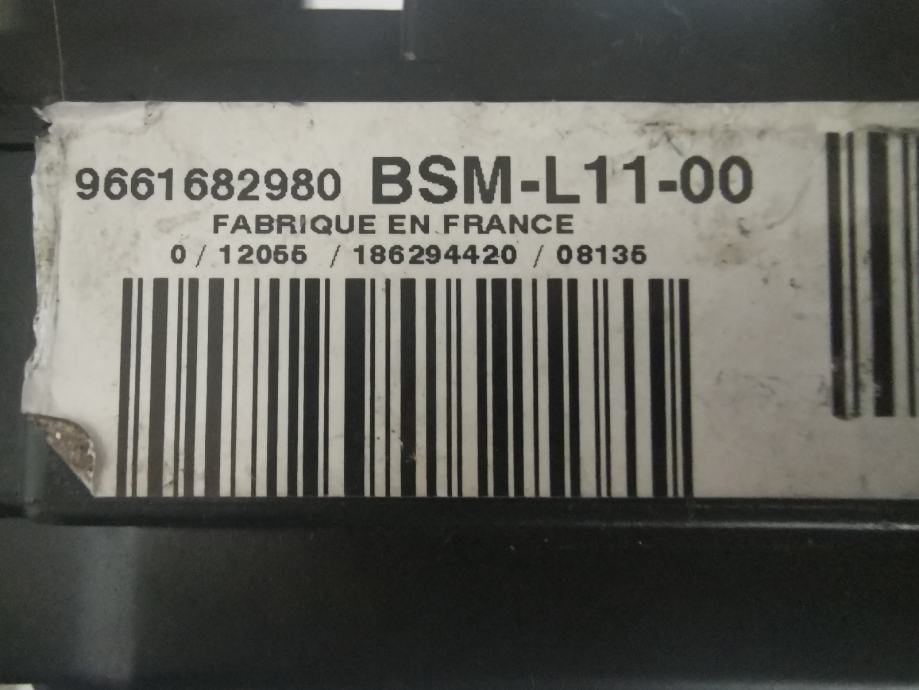 9661682980 BSM-L11-00
FABRIQUE EN FRANCE
0 / 12055 / 186294420 / 08135